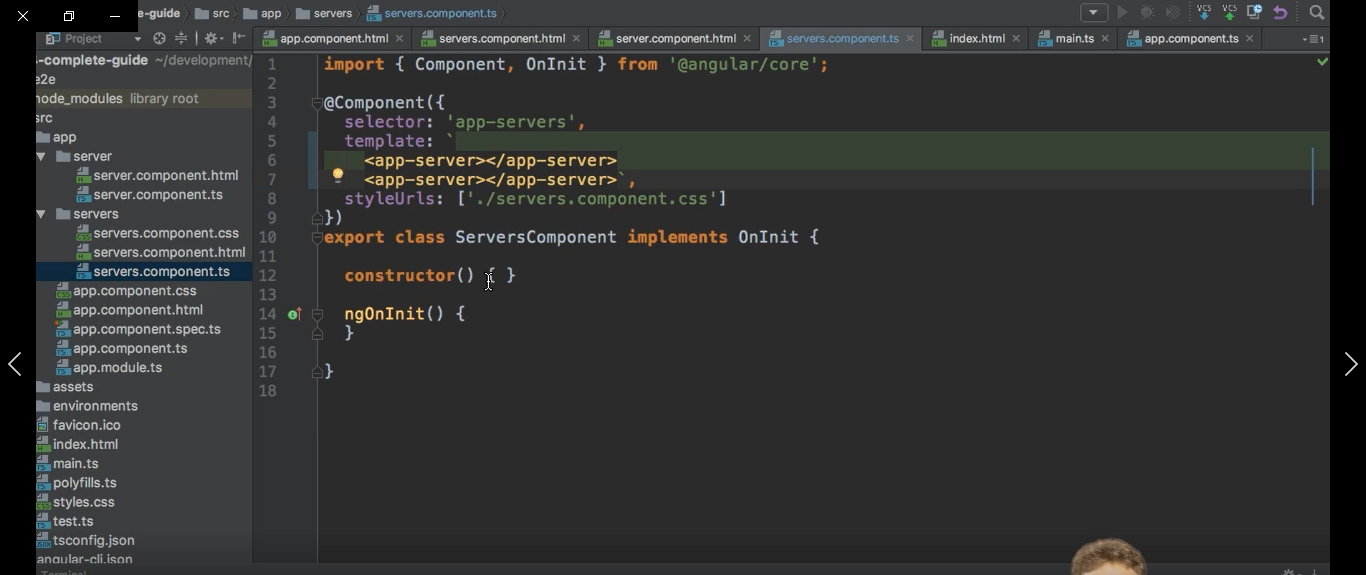 e-guide src app servers servers.component.ts
Project
app.component.html servers.component.html server.component.html servers.component.ts index.html main.ts app.component.ts
-complete-guide ~/development/
e2e
node_modules library root
src
app
server
server.component.html
server.component.ts
servers
servers.component.css
servers.component.html
servers.component.ts
app.component.css
app.component.html
app.component.spec.ts
app.component.ts
app.module.ts
assets
environments
favicon.ico
index.html
main.ts
polyfills.ts
styles.css
test.ts
tsconfig.json
angular-cli.json
Terminal
VCS VCS
1 import { Component, OnInit } from '@angular/core';
2
3 @Component({
4 selector: 'app-servers',
5 template: `
6 <app-server></app-server>
7 <app-server></app-server>`,
8 styleUrls: ['./servers.component.css']
9 })
10 export class ServersComponent implements OnInit {
11
12 constructor() { }
13
14 ngOnInit() {
15 }
16
17 }
18